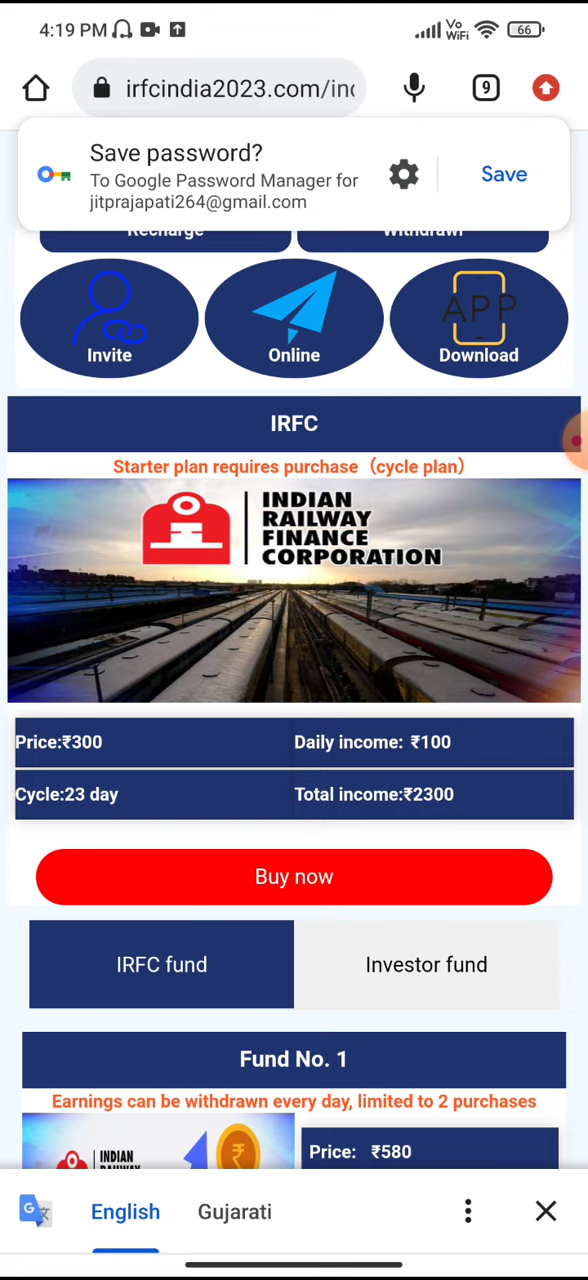 4:19 PM
Vo
WiFi
66
irfcindia2023.com/inc
9
Save password?
To Google Password Manager for
jitprajapati264@gmail.com
Save
Recharge
Withdrawl
Invite
Online
APP
Download
IRFC
Starter plan requires purchase（cycle plan）
INDIAN
RAILWAY
FINANCE
CORPORATION
Price:₹300
Daily income: ₹100
Cycle:23 day
Total income:₹2300
Buy now
IRFC fund
Investor fund
Fund No. 1
Earnings can be withdrawn every day, limited to 2 purchases
INDIAN
Price: ₹580
English
Gujarati